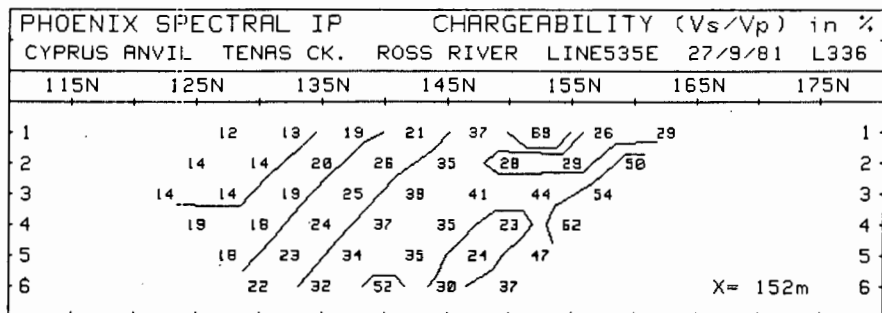 PHOENIX SPECTRAL IP CHARGEABILITY (Vs/Vp) in %
CYPRUS ANVIL TENAS CK. ROSS RIVER LINE535E 27/9/81 L336
115N 125N 135N 145N 155N 165N 175N
1 12 13 19 21 37 68 26 29 1
2 14 14 20 26 35 28 29 50 2
3 14 14 19 25 38 41 44 54 3
4 19 18 24 37 35 23 62 4
5 18 23 34 35 24 47 5
6 22 32 52 30 37 X= 152m 6